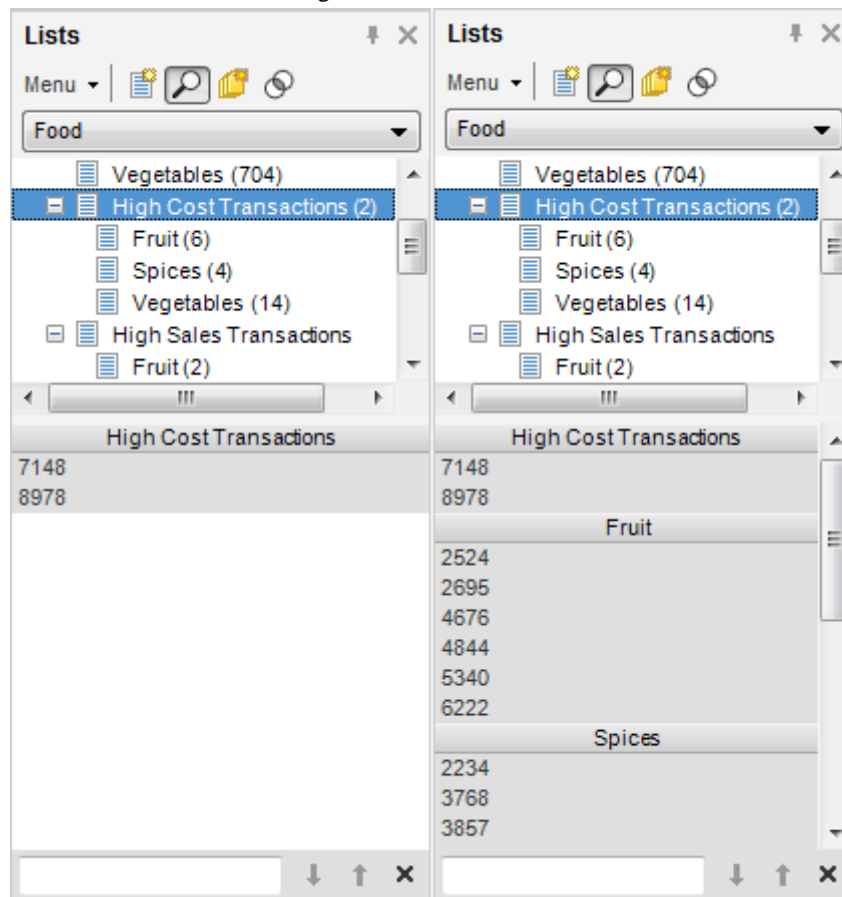 Lists
Menu
Food
Vegetables (704)
High Cost Transactions (2)
Fruit (6)
Spices (4)
Vegetables (14)
High Sales Transactions
Fruit (2)
High Cost Transactions
7148
8978
Lists
Menu
Food
Vegetables (704)
High Cost Transactions (2)
Fruit (6)
Spices (4)
Vegetables (14)
High Sales Transactions
Fruit (2)
High Cost Transactions
7148
8978
Fruit
2524
2695
4676
4844
5340
6222
Spices
2234
3768
3857